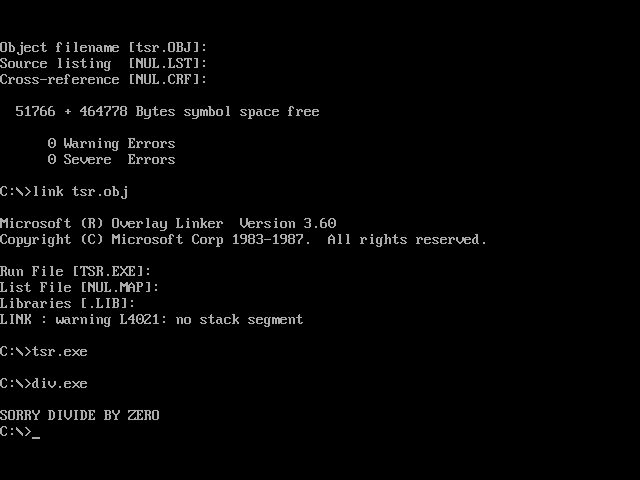 Object filename [tsr.OBJ]:
Source listing  [NUL.LST]:
Cross-reference [NUL.CRF]:
  51766 + 464778 Bytes symbol space free
      0 Warning Errors
      0 Severe  Errors
C:\>link tsr.obj
Microsoft (R) Overlay Linker  Version 3.60
Copyright (C) Microsoft Corp 1983-1987.  All rights reserved.
Run File [TSR.EXE]:
List File [NUL.MAP]:
Libraries [.LIB]:
LINK : warning L4021: no stack segment
C:\>tsr.exe
C:\>div.exe
SORRY DIVIDE BY ZERO
C:\>_